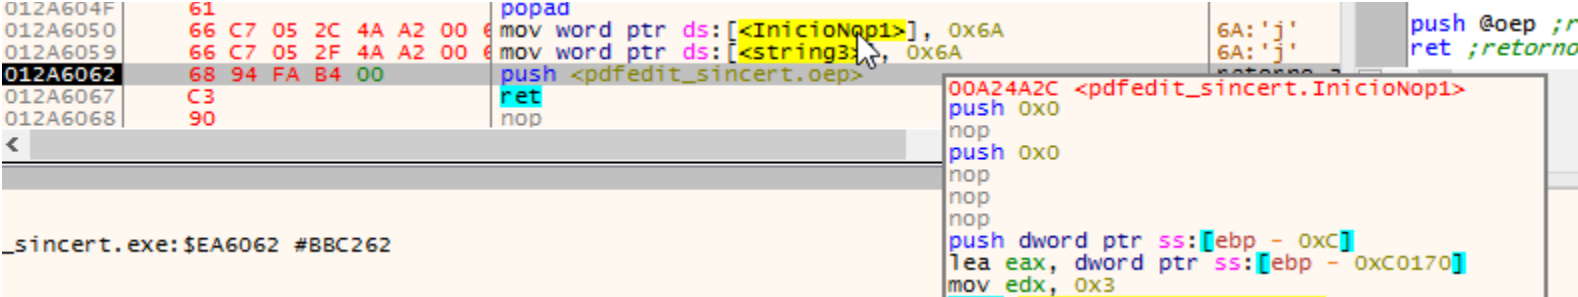 012A604F 61 popad
012A6050 66 C7 05 2C 4A A2 00 mov word ptr ds:[<InicioNop1>], 0x6A 6A:'j'
012A6059 66 C7 05 2F 4A A2 00 mov word ptr ds:[<string3>], 0x6A 6A:'j'
012A6062 68 94 FA B4 00 push <pdfedit_sincert.oep>
012A6067 C3 ret
012A6068 90 nop
push @oep ;r
ret ;retorno
00A24A2C <pdfedit_sincert.InicioNop1>
push 0x0
nop
push 0x0
nop
nop
nop
push dword ptr ss:[ebp - 0xC]
lea eax, dword ptr ss:[ebp - 0xC0170]
mov edx, 0x3
_sincert.exe:$EA6062 #BBC262